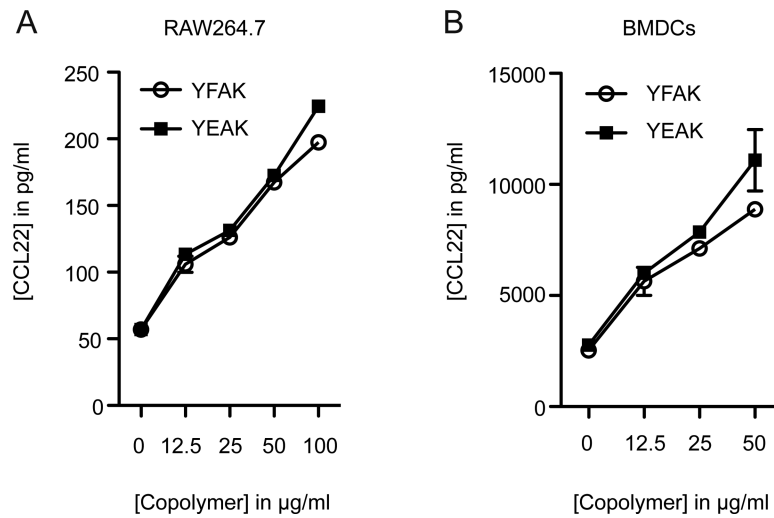 A
RAW264.7
[CCL22] in pg/ml
250
200
150
100
50
0
YFAK
YEAK
0 12.5 25 50 100
[Copolymer] in µg/ml
B
BMDCs
[CCL22] in pg/ml
15000
10000
5000
0
YFAK
YEAK
0 12.5 25 50
[Copolymer] in µg/ml